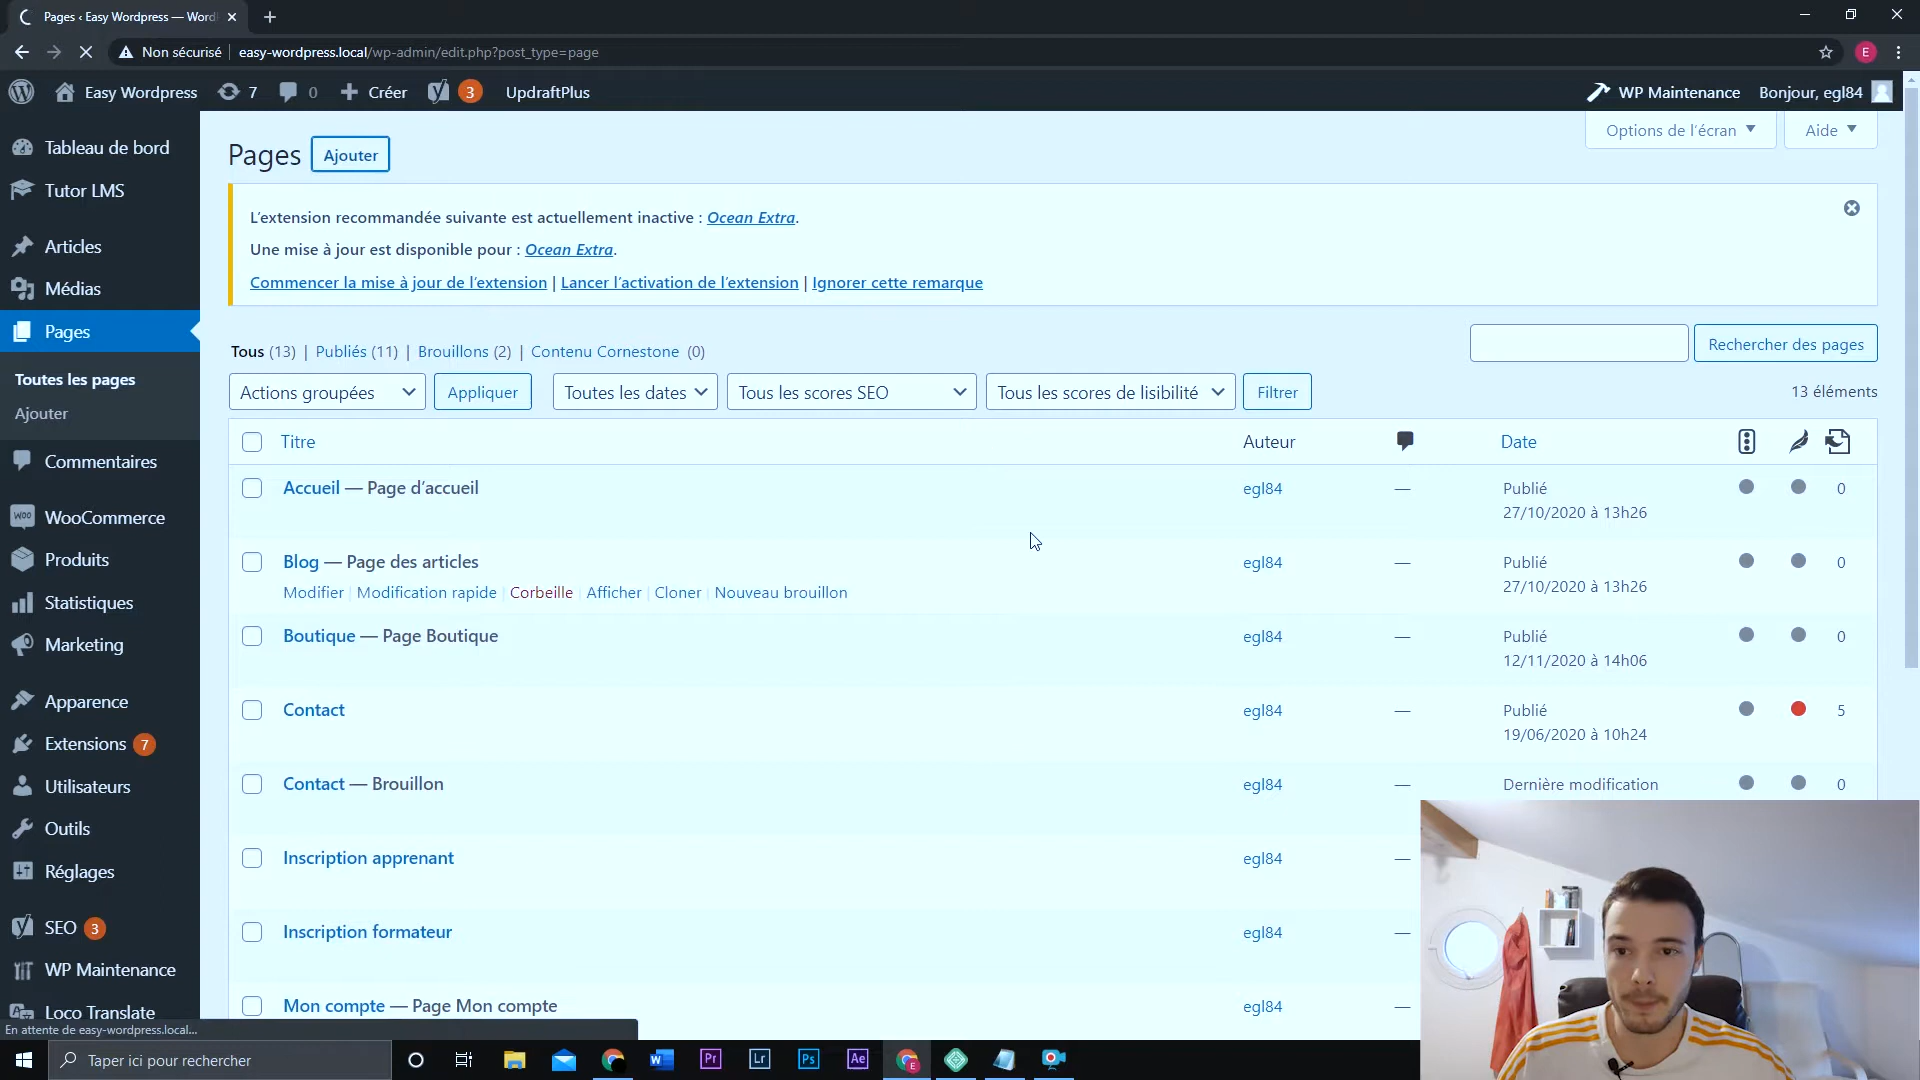 Pages ‹ Easy Wordpress — Word
Non sécurisé
easy-wordpress.local/wp-admin/edit.php?post_type=page
E
Easy Wordpress
7
0
Créer
3
UpdraftPlus
WP Maintenance
Bonjour, egl84
Tableau de bord
Tutor LMS
Articles
Médias
Pages
Toutes les pages
Ajouter
Commentaires
WOO
WooCommerce
Produits
Statistiques
Marketing
Apparence
Extensions 7
Utilisateurs
Outils
Réglages
SEO 3
WP Maintenance
Loco Translate
En attente de easy-wordpress.local...
Options de l'écran
Aide
Pages
Ajouter
L'extension recommandée suivante est actuellement inactive : Ocean Extra.
Une mise à jour est disponible pour : Ocean Extra.
Commencer la mise à jour de l'extension | Lancer l'activation de l'extension | Ignorer cette remarque
Tous (13) | Publiés (11) | Brouillons (2) | Contenu Cornestone (0)
Rechercher des pages
Actions groupées
Appliquer
Toutes les dates
Tous les scores SEO
Tous les scores de lisibilité
Filtrer
13 éléments
Titre
Auteur
Date
Accueil — Page d'accueil
egl84
—
Publié
27/10/2020 à 13h26
0
Blog — Page des articles
Modifier | Modification rapide | Corbeille | Afficher | Cloner | Nouveau brouillon
egl84
—
Publié
27/10/2020 à 13h26
0
Boutique — Page Boutique
egl84
—
Publié
12/11/2020 à 14h06
0
Contact
egl84
—
Publié
19/06/2020 à 10h24
5
Contact — Brouillon
egl84
—
Dernière modification
0
Inscription apprenant
egl84
—
Inscription formateur
egl84
—
Mon compte — Page Mon compte
egl84
—
Taper ici pour rechercher
W
Pr
Lr
Ps
Ae
E